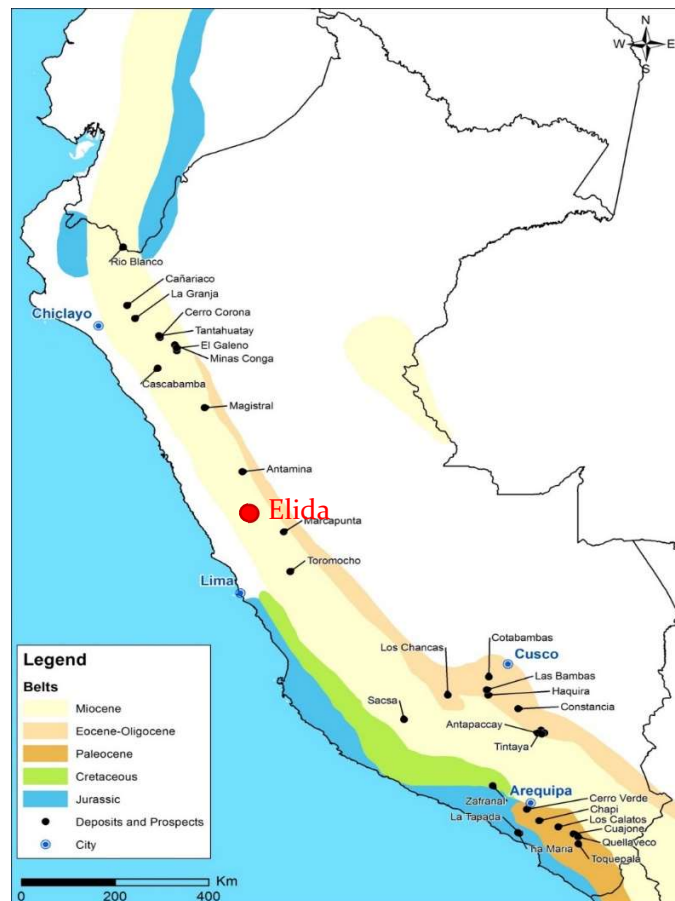 N
W E
S
Rio Blanco
Cañariaco
La Granja
Cerro Corona
Chiclayo
Tantahuatay
El Galeno
Minas Conga
Cascabamba
Magistral
Antamina
Elida
Marcapunta
Toromocho
Lima
Cotabambas
Los Chancas
Cusco
Las Bambas
Haquira
Sacsa
Constancia
Antapaccay
Tintaya
Arequipa
Zafranal
Cerro Verde
La Tapada
Chapi
Los Calatos
Cuajone
Tia Maria
Quellaveco
Toquepala
Legend
Belts
Miocene
Eocene-Oligocene
Paleocene
Cretaceous
Jurassic
Deposits and Prospects
City
Km
0 200 400